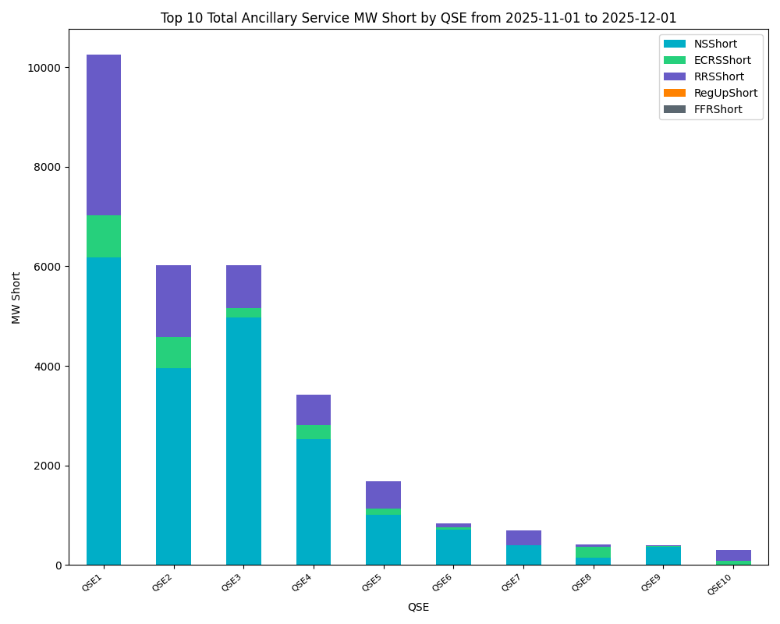 Top 10 Total Ancillary Service MW Short by QSE from 2025-11-01 to 2025-12-01
NSShort
ECRSShort
RRSShort
RegUpShort
FFRShort
10000
8000
6000
4000
2000
0
MW Short
QSE1
QSE2
QSE3
QSE4
QSE5
QSE6
QSE7
QSE8
QSE9
QSE10
QSE